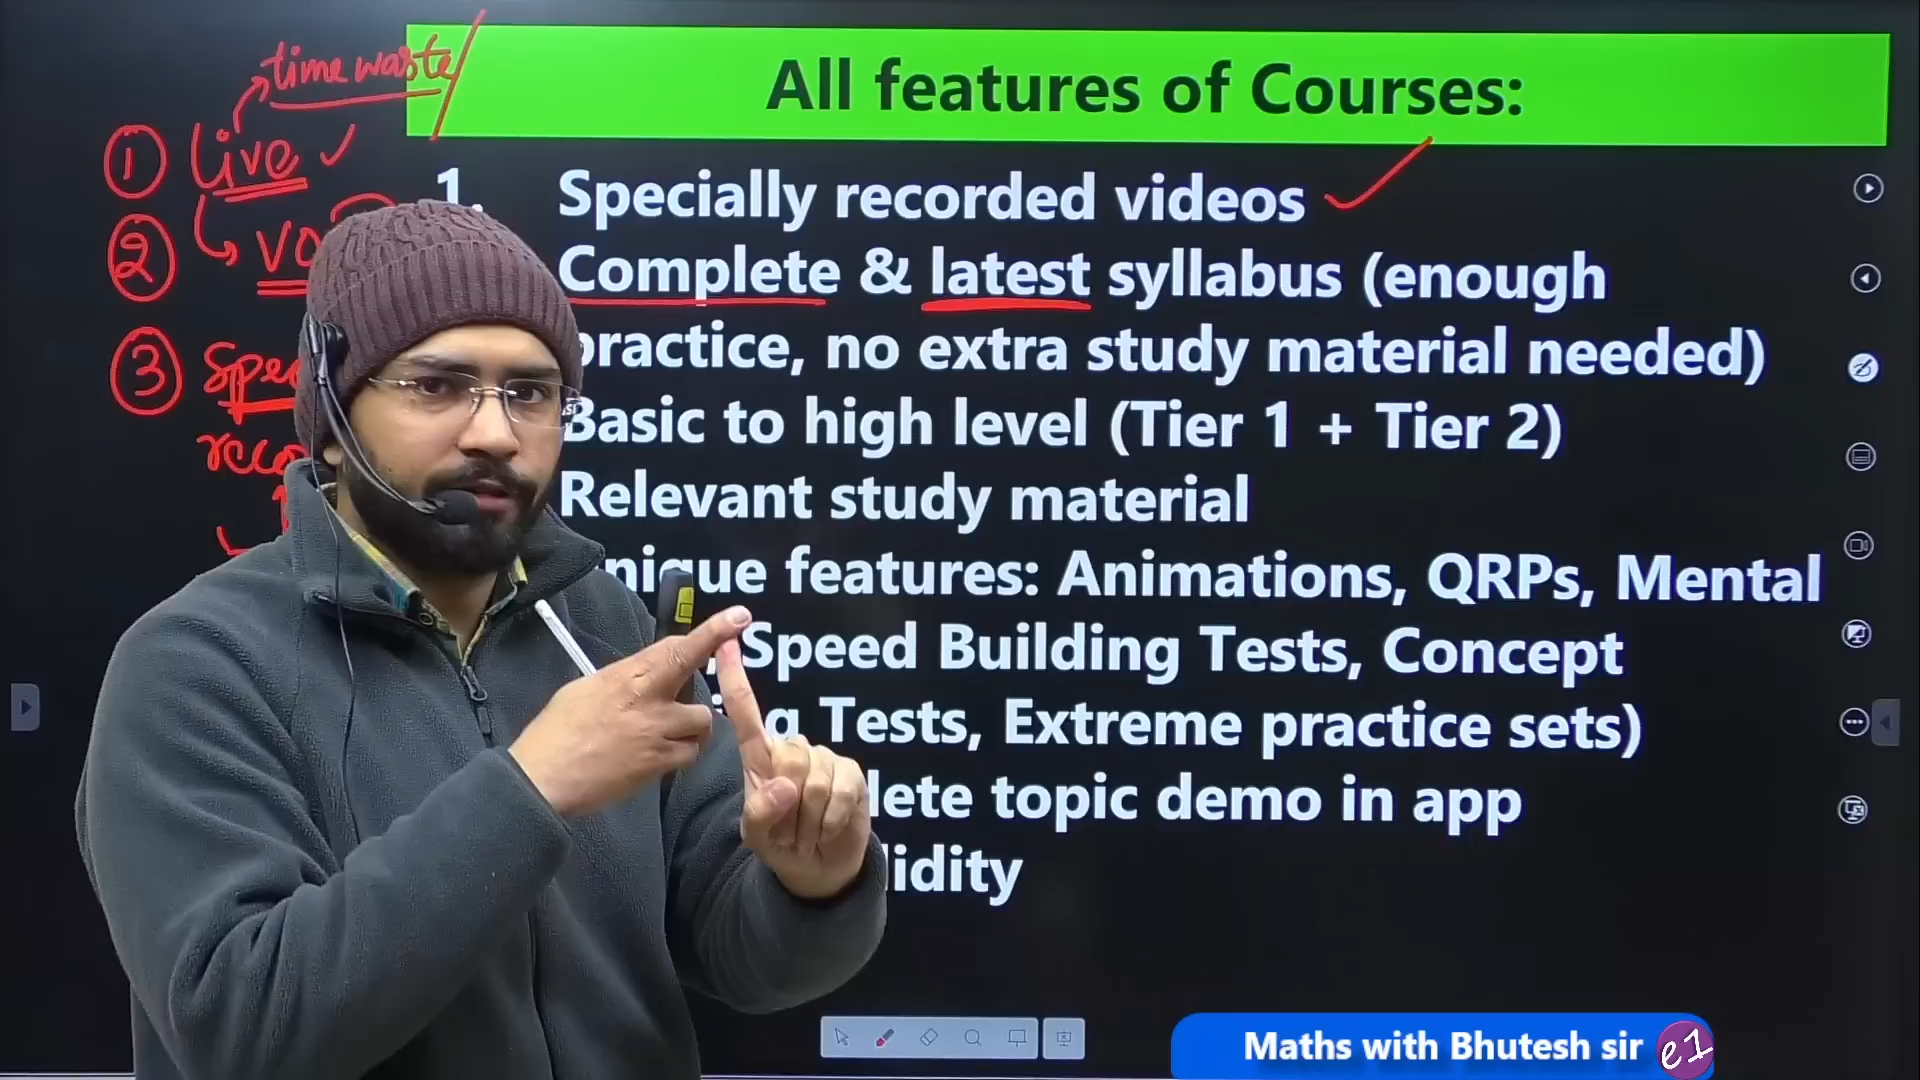 time waste
All features of Courses:
① Live ✓
1. Specially recorded videos ✓
②
Complete & latest syllabus (enough
practice, no extra study material needed)
③
Basic to high level (Tier 1 + Tier 2)
Relevant study material
features: Animations, QRPs, Mental
Speed Building Tests, Concept
Tests, Extreme practice sets)
topic demo in app
Maths with Bhutesh sir e1